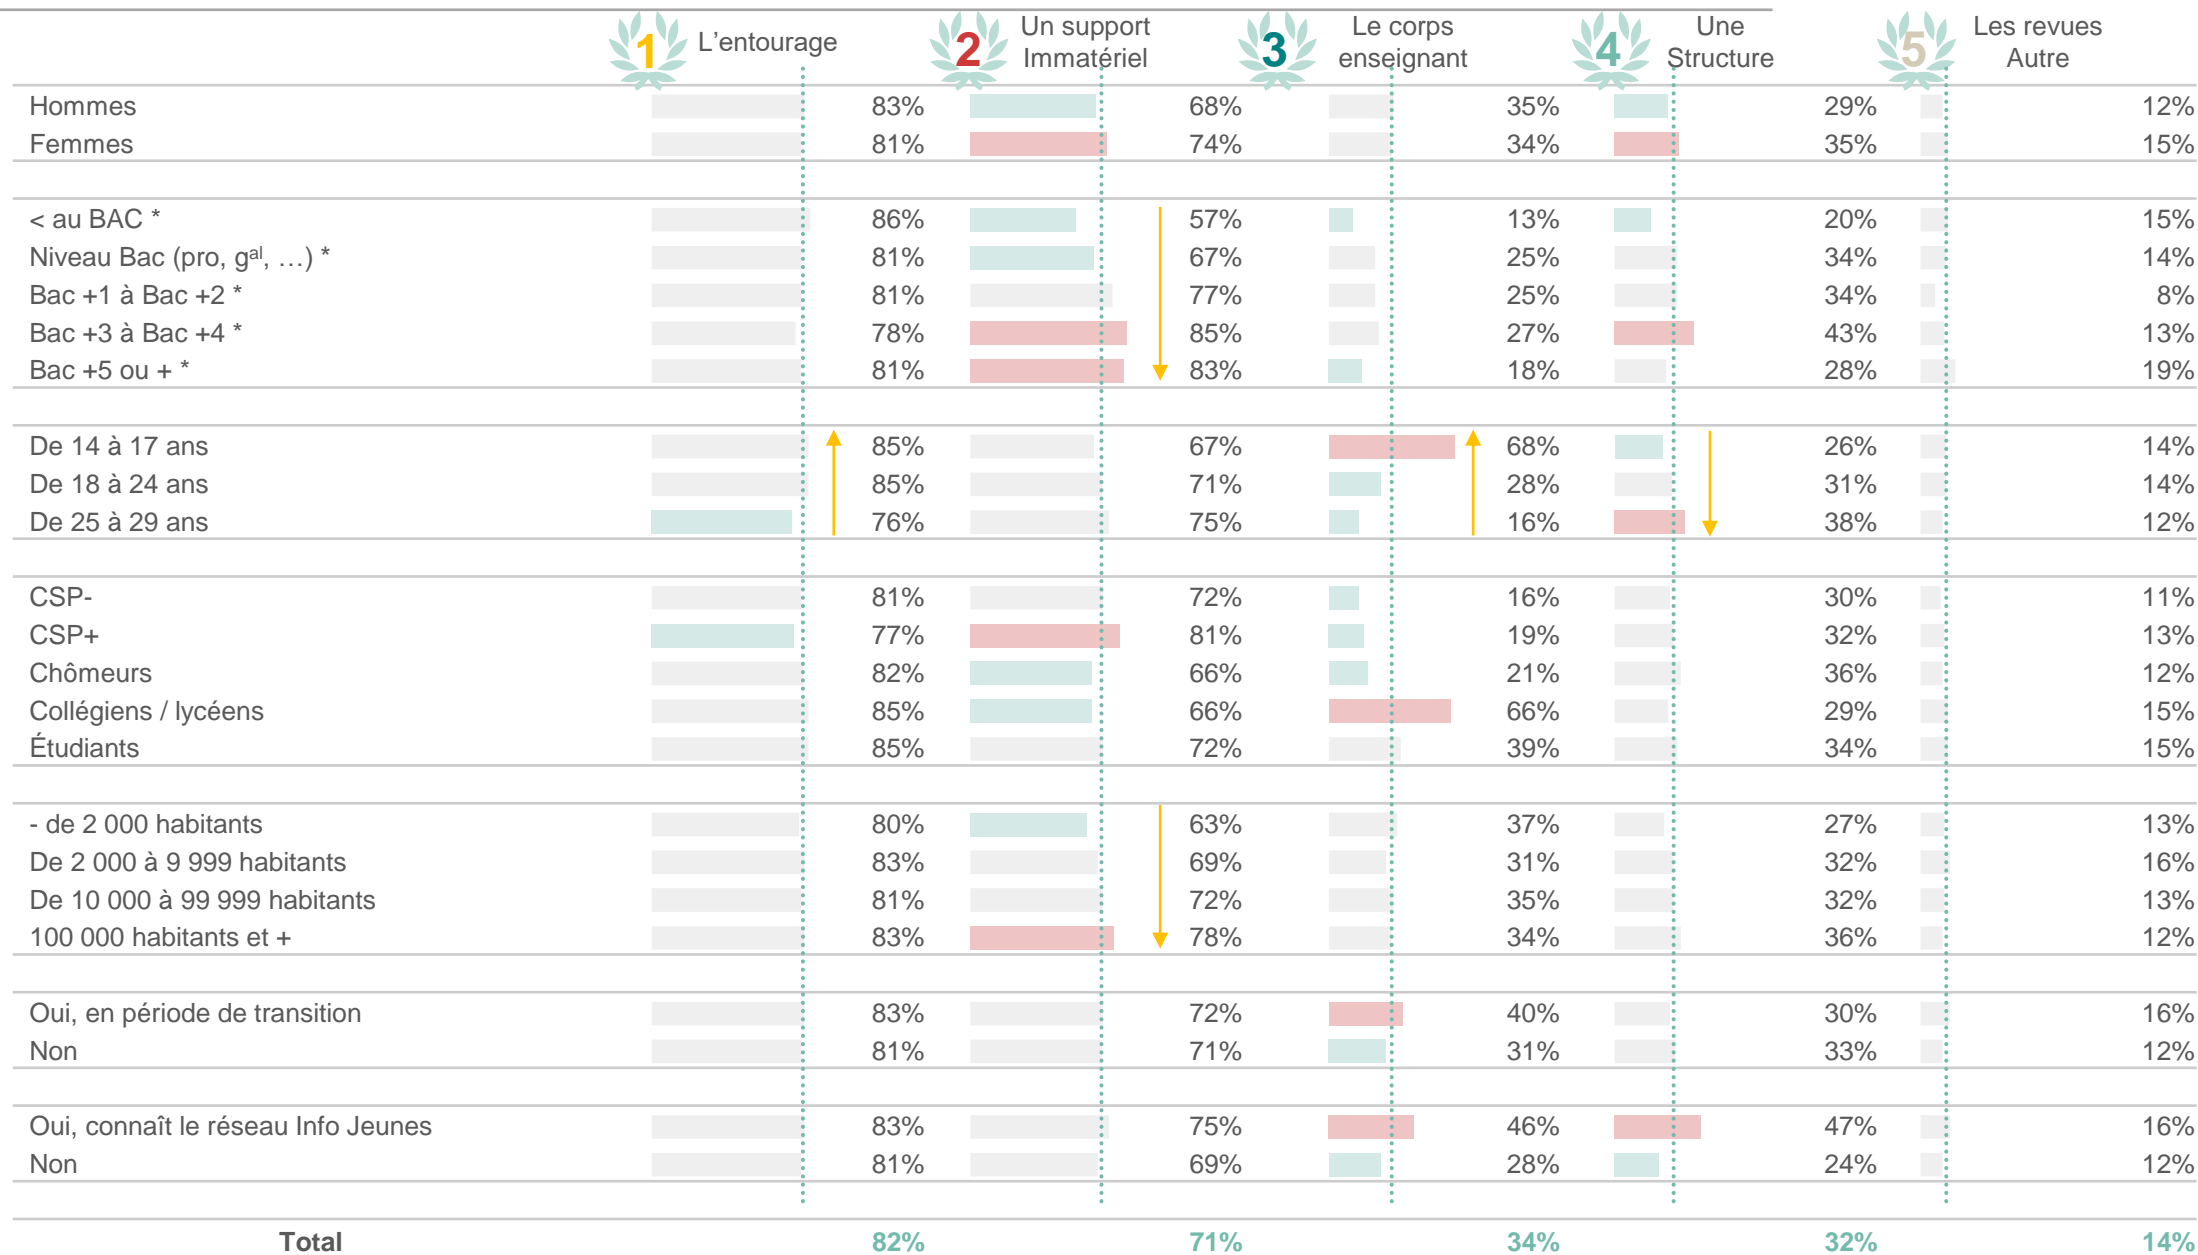 1 L'entourage 2 Un support Immatériel 3 Le corps enseignant 4 Une Structure 5 Les revues Autre
Hommes 83% 68% 35% 29% 12%
Femmes 81% 74% 34% 35% 15%
< au BAC * 86% 57% 13% 20% 15%
Niveau Bac (pro, gal, …) * 81% 67% 25% 34% 14%
Bac +1 à Bac +2 * 81% 77% 25% 34% 8%
Bac +3 à Bac +4 * 78% 85% 27% 43% 13%
Bac +5 ou + * 81% 83% 18% 28% 19%
De 14 à 17 ans 85% 67% 68% 26% 14%
De 18 à 24 ans 85% 71% 28% 31% 14%
De 25 à 29 ans 76% 75% 16% 38% 12%
CSP- 81% 72% 16% 30% 11%
CSP+ 77% 81% 19% 32% 13%
Chômeurs 82% 66% 21% 36% 12%
Collégiens / lycéens 85% 66% 66% 29% 15%
Étudiants 85% 72% 39% 34% 15%
- de 2 000 habitants 80% 63% 37% 27% 13%
De 2 000 à 9 999 habitants 83% 69% 31% 32% 16%
De 10 000 à 99 999 habitants 81% 72% 35% 32% 13%
100 000 habitants et + 83% 78% 34% 36% 12%
Oui, en période de transition 83% 72% 40% 30% 16%
Non 81% 71% 31% 33% 12%
Oui, connaît le réseau Info Jeunes 83% 75% 46% 47% 16%
Non 81% 69% 28% 24% 12%
Total 82% 71% 34% 32% 14%